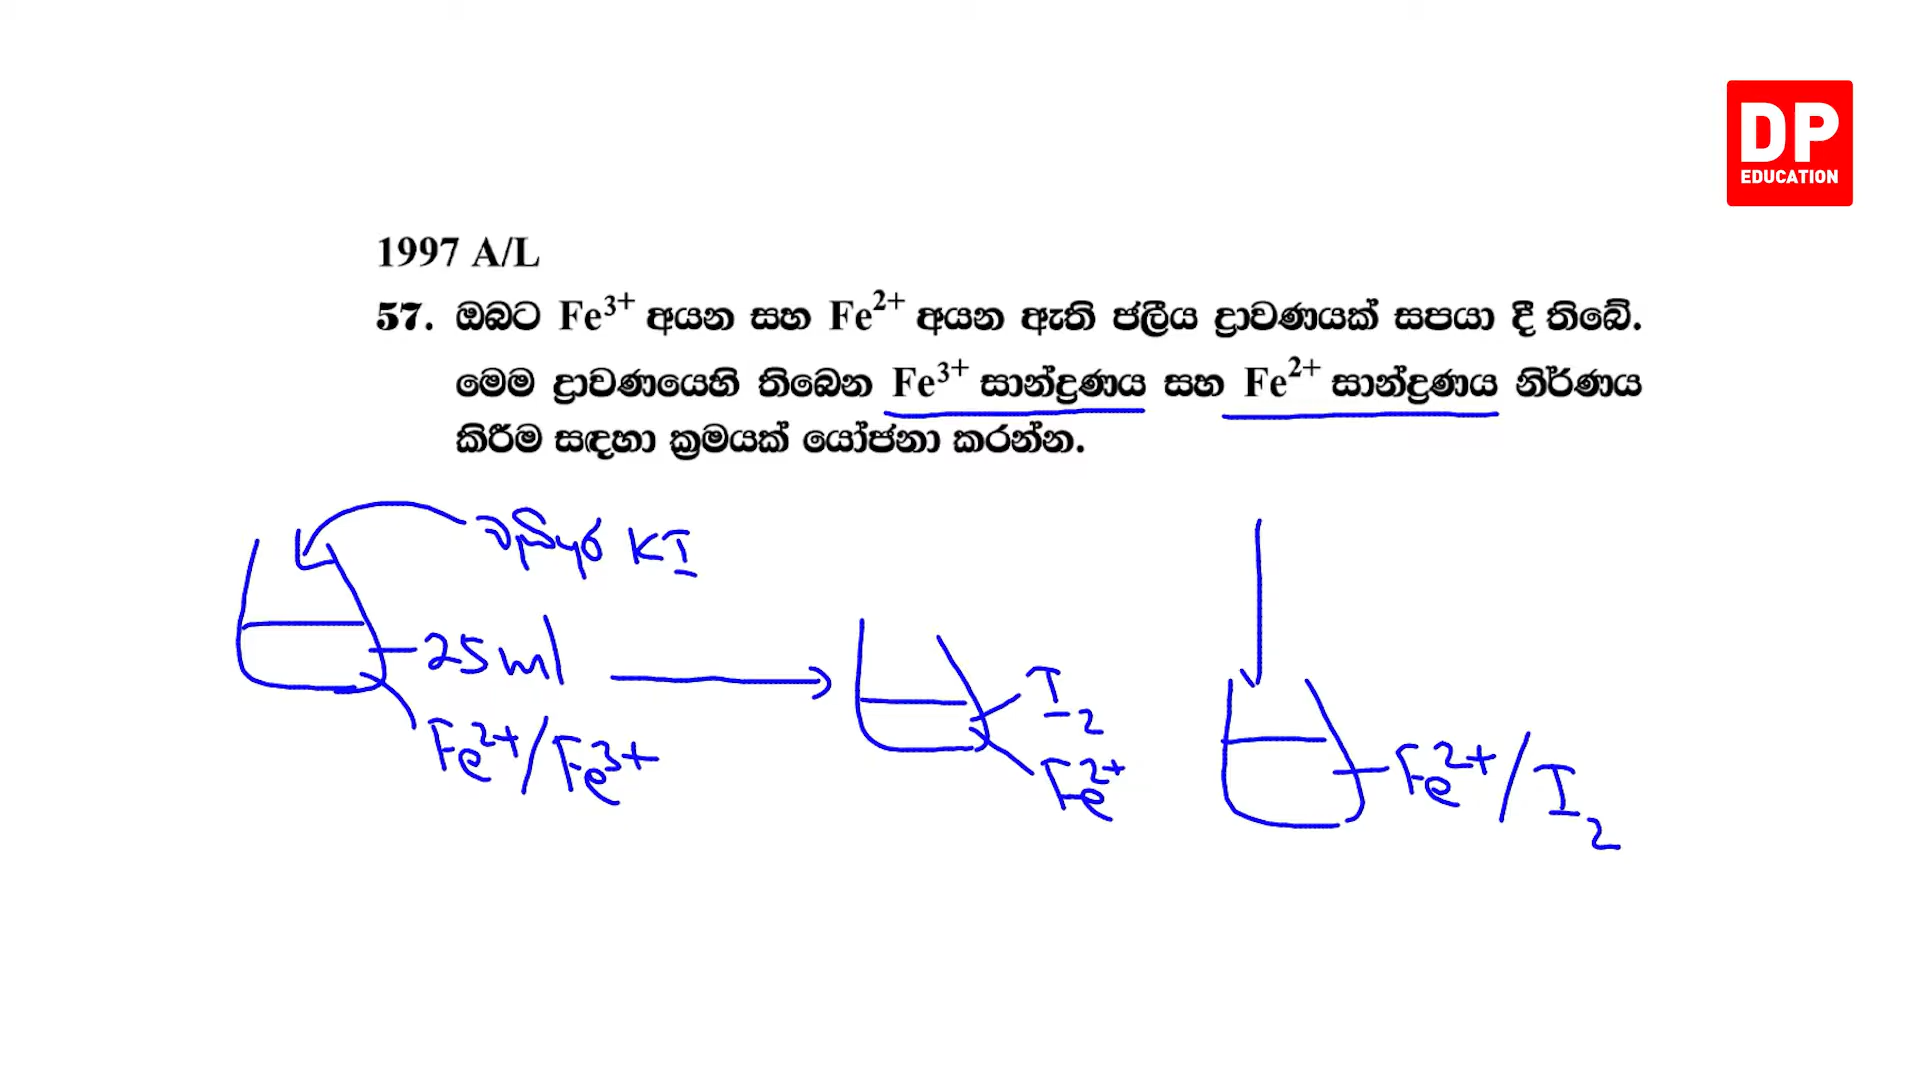 DP
EDUCATION
1997 A/L
57. ඔබට Fe³⁺ අයන සහ Fe²⁺ අයන ඇති ජලීය ද්‍රාවණයක් සපයා දී තිබේ.
මෙම ද්‍රාවණයෙහි තිබෙන Fe³⁺ සාන්ද්‍රණය සහ Fe²⁺ සාන්ද්‍රණය නිර්ණය
කිරීම සඳහා ක්‍රමයක් යෝජනා කරන්න.
වැඩිපුර KI
25 ml
Fe²⁺/Fe³⁺
I₂
Fe²⁺
Fe²⁺/I₂